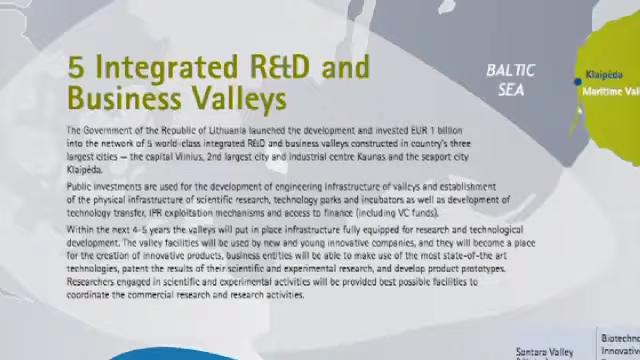 5 Integrated R&D and
Business Valleys
BALTIC
SEA
Klaipėda
Maritime Val
The Government of the Republic of Lithuania launched the development and invested EUR 1 billion
into the network of 5 world-class integrated R&D and business valleys constructed in country's three
largest cities – the capital Vilnius, 2nd largest city and industrial centre Kaunas and the seaport city
Klaipėda.
Public investments are used for the development of engineering infrastructure of valleys and establishment
of the physical infrastructure of scientific research, technology parks and incubators as well as development of
technology transfer, IPR exploitation mechanisms and access to finance (including VC funds).
Within the next 4-5 years the valleys will put in place infrastructure fully equipped for research and technological
development. The valley facilities will be used by new and young innovative companies, and they will become a place
for the creation of innovative products, business entities will be able to make use of the most state-of-the art
technologies, patent the results of their scientific and experimental research, and develop product prototypes.
Researchers engaged in scientific and experimental activities will be provided best possible facilities to
coordinate the commercial research and research activities.
Santara Valley
Biotechno
Innovative